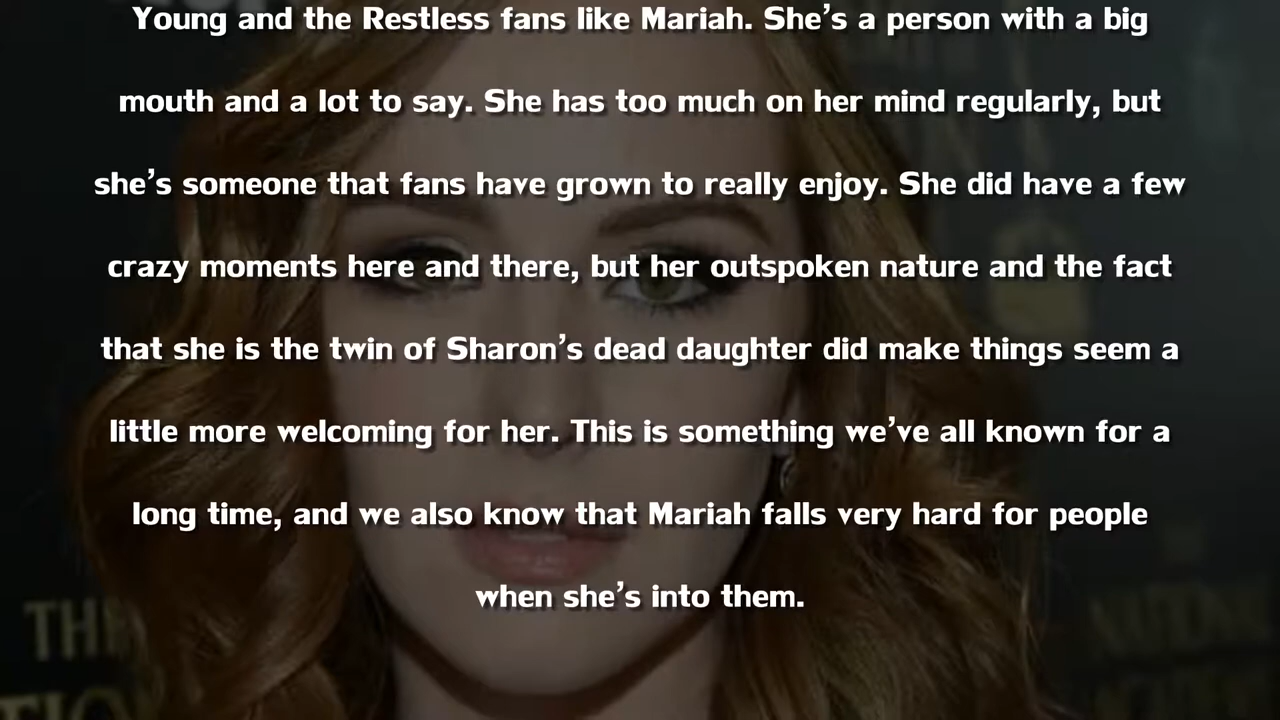 Young and the Restless fans like Mariah. She's a person with a big
mouth and a lot to say. She has too much on her mind regularly, but
she's someone that fans have grown to really enjoy. She did have a few
crazy moments here and there, but her outspoken nature and the fact
that she is the twin of Sharon's dead daughter did make things seem a
little more welcoming for her. This is something we've all known for a
long time, and we also know that Mariah falls very hard for people
when she's into them.